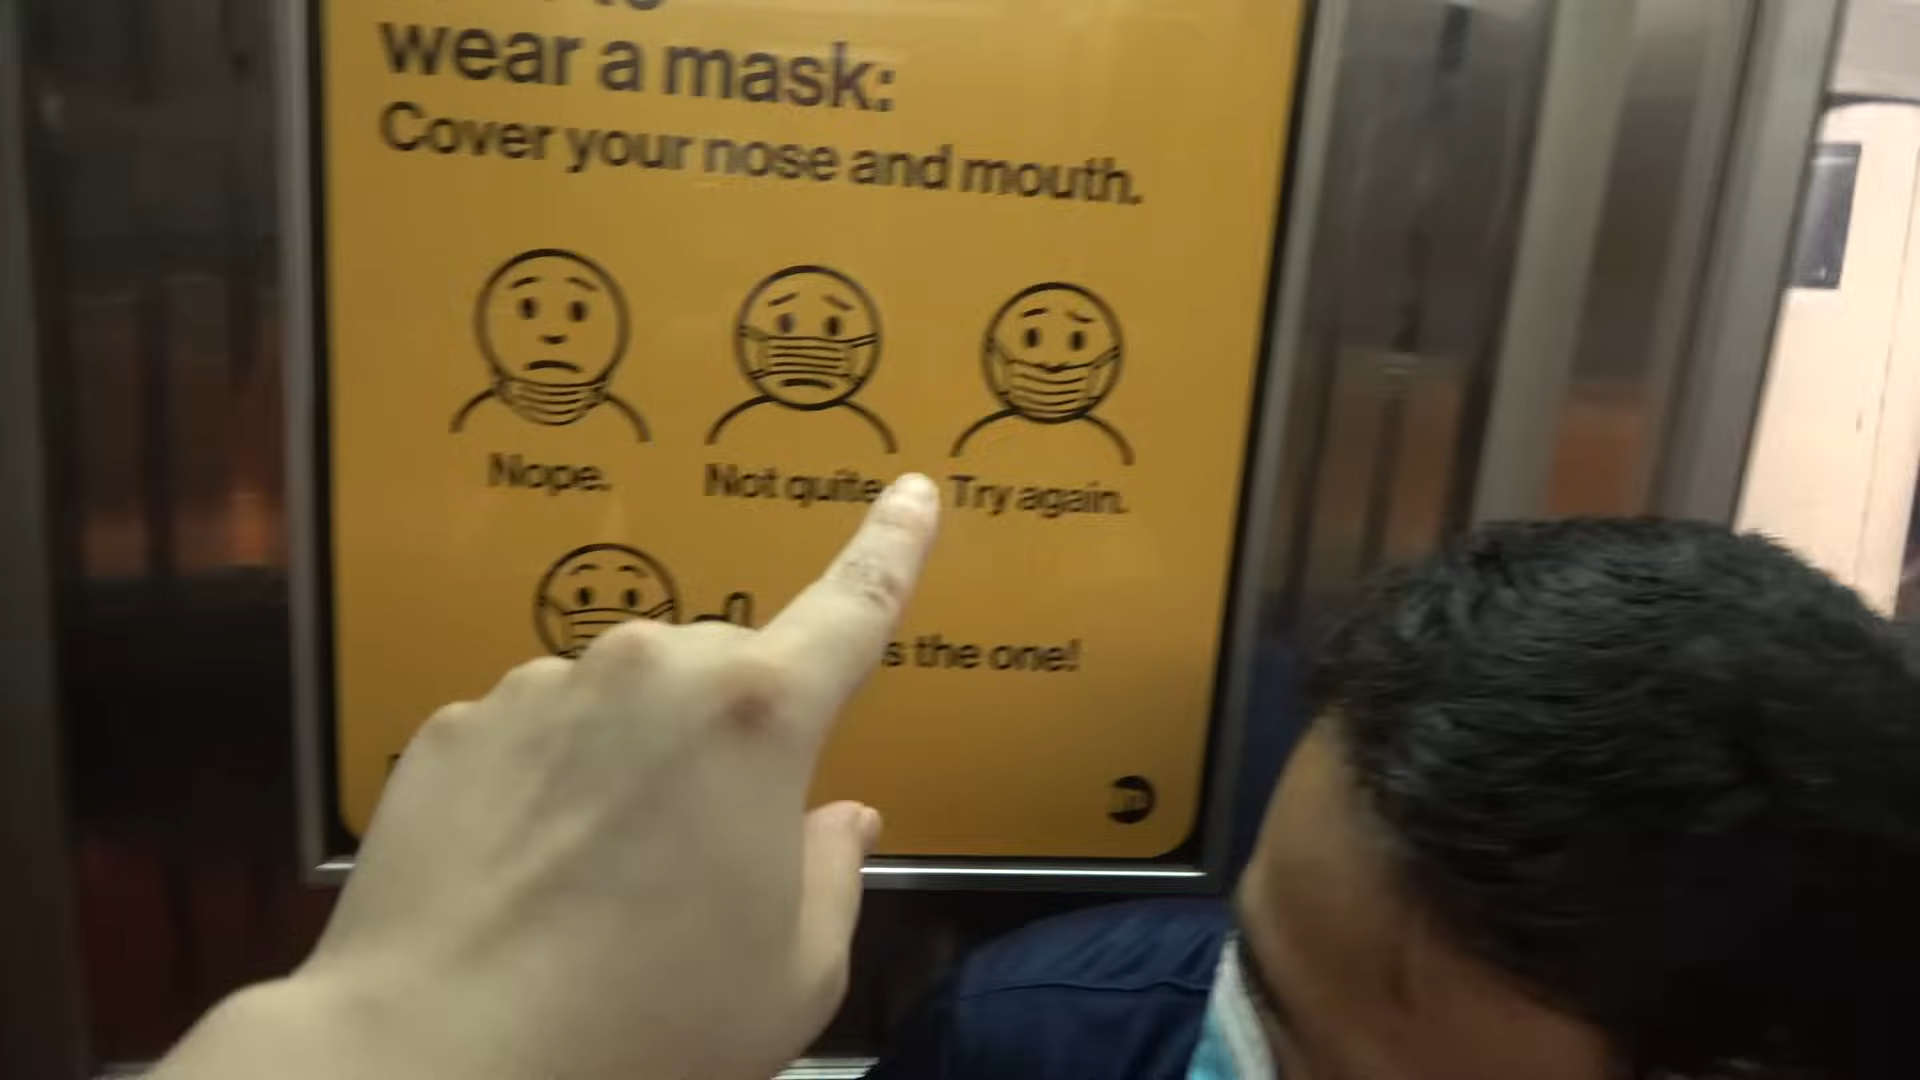 wear a mask:
Cover your nose and mouth.
Nope.
Not quite
Try again.
the one!